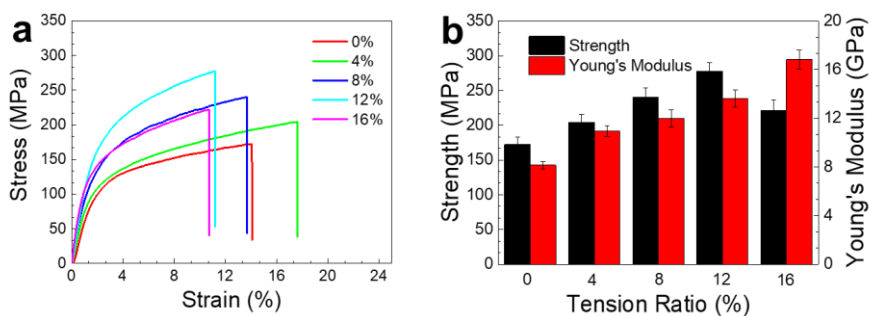 a
350
300
250
200
150
100
50
0
Stress (MPa)
0 4 8 12 16 20 24
Strain (%)
0%
4%
8%
12%
16%
b
350
300
250
200
150
100
50
0
Strength (MPa)
Strength
Young's Modulus
20
16
12
8
4
0
Young's Modulus (GPa)
0 4 8 12 16
Tension Ratio (%)